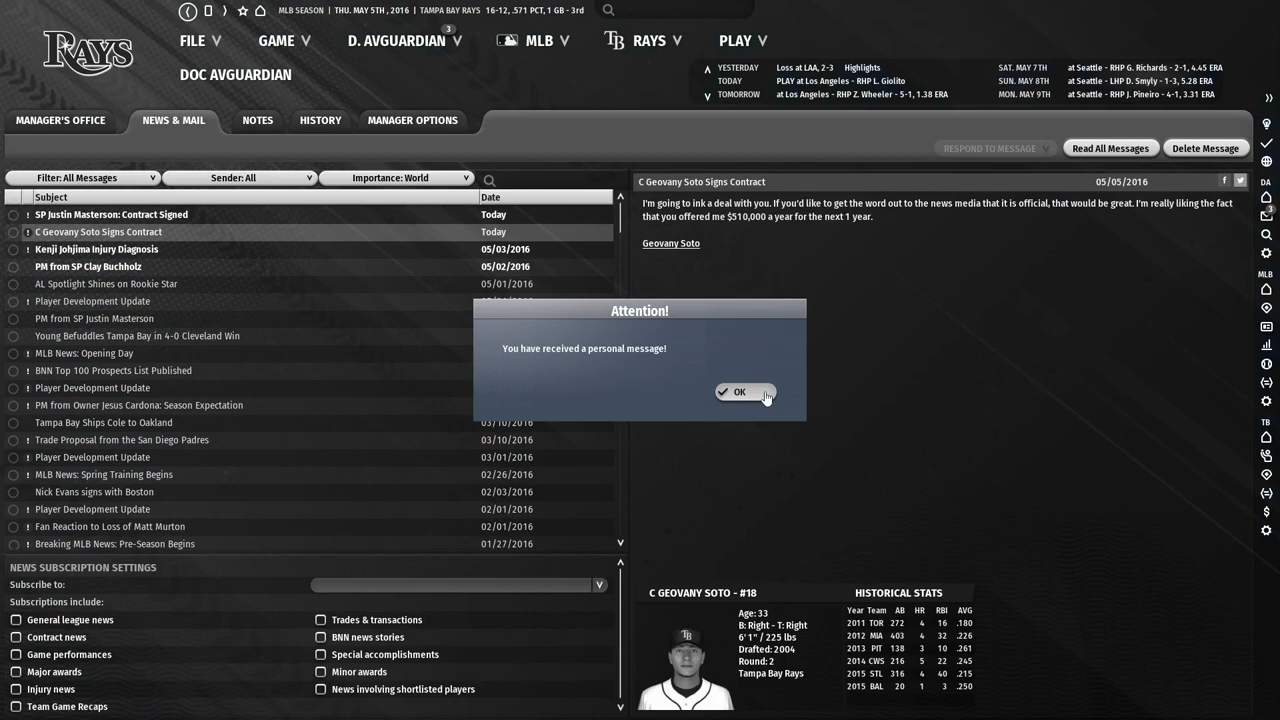 MLB SEASON | THU. MAY 5TH , 2016 | TAMPA BAY RAYS 16-12, .571 PCT, 1 GB - 3rd
RAYS
FILE GAME D. AVGUARDIAN 3 MLB TB RAYS PLAY
DOC AVGUARDIAN
YESTERDAY Loss at LAA, 2-3 Highlights SAT. MAY 7TH at Seattle - RHP G. Richards - 2-1, 4.45 ERA
TODAY PLAY at Los Angeles - RHP L. Giolito SUN. MAY 8TH at Seattle - LHP D. Smyly - 1-3, 5.28 ERA
TOMORROW at Los Angeles - RHP Z. Wheeler - 5-1, 1.38 ERA MON. MAY 9TH at Seattle - RHP J. Pineiro - 4-1, 3.31 ERA
MANAGER'S OFFICE NEWS & MAIL NOTES HISTORY MANAGER OPTIONS
RESPOND TO MESSAGE Read All Messages Delete Message
Filter: All Messages Sender: All Importance: World
Subject Date
! SP Justin Masterson: Contract Signed Today
! C Geovany Soto Signs Contract Today
! Kenji Johjima Injury Diagnosis 05/03/2016
PM from SP Clay Buchholz 05/02/2016
AL Spotlight Shines on Rookie Star 05/01/2016
! Player Development Update
PM from SP Justin Masterson
Young Befuddles Tampa Bay in 4-0 Cleveland Win
! MLB News: Opening Day
! BNN Top 100 Prospects List Published
! Player Development Update
! PM from Owner Jesus Cardona: Season Expectation
Tampa Bay Ships Cole to Oakland 03/10/2016
! Trade Proposal from the San Diego Padres 03/10/2016
! Player Development Update 03/01/2016
! MLB News: Spring Training Begins 02/26/2016
Nick Evans signs with Boston 02/03/2016
! Player Development Update 02/01/2016
! Fan Reaction to Loss of Matt Murton 02/01/2016
! Breaking MLB News: Pre-Season Begins 01/27/2016
C Geovany Soto Signs Contract 05/05/2016
I'm going to ink a deal with you. If you'd like to get the word out to the news media that it is official, that would be great. I'm really liking the fact
that you offered me $510,000 a year for the next 1 year.
Geovany Soto
Attention!
You have received a personal message!
OK
NEWS SUBSCRIPTION SETTINGS
Subscribe to:
Subscriptions include:
General league news Trades & transactions
Contract news BNN news stories
Game performances Special accomplishments
Major awards Minor awards
Injury news News involving shortlisted players
Team Game Recaps
C GEOVANY SOTO - #18
Age: 33
B: Right - T: Right
6' 1" / 225 lbs
Drafted: 2004
Round: 2
Tampa Bay Rays
TB
HISTORICAL STATS
Year Team AB HR RBI AVG
2011 TOR 272 4 16 .180
2012 MIA 403 4 32 .226
2013 PIT 138 3 10 .261
2014 CWS 216 5 22 .245
2015 STL 316 4 40 .215
2015 BAL 20 1 3 .250
DA
3
MLB
TB
$